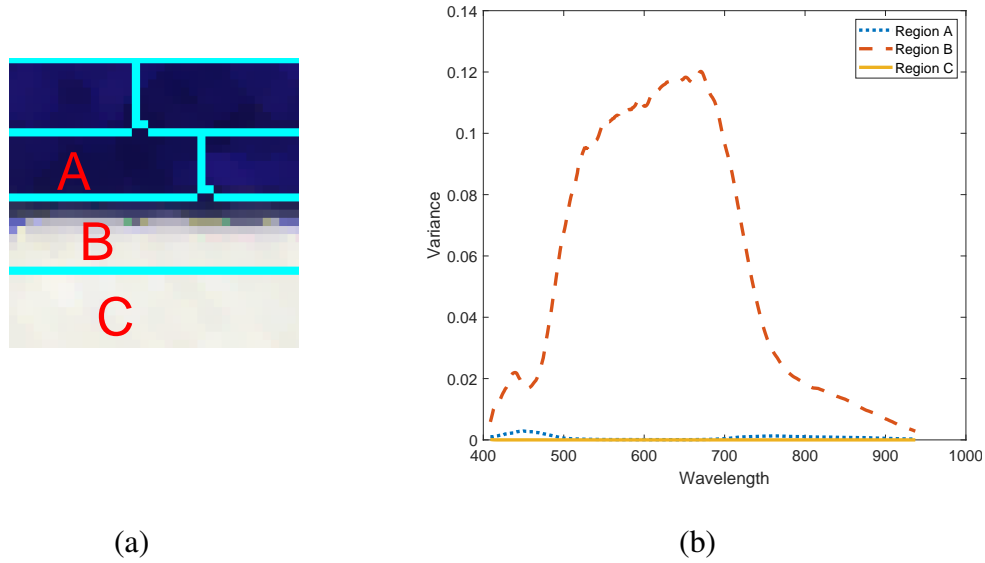 A
B
C
(a)
0.14
0.12
0.1
0.08
0.06
0.04
0.02
0
Variance
400 500 600 700 800 900 1000
Wavelength
Region A
Region B
Region C
(b)